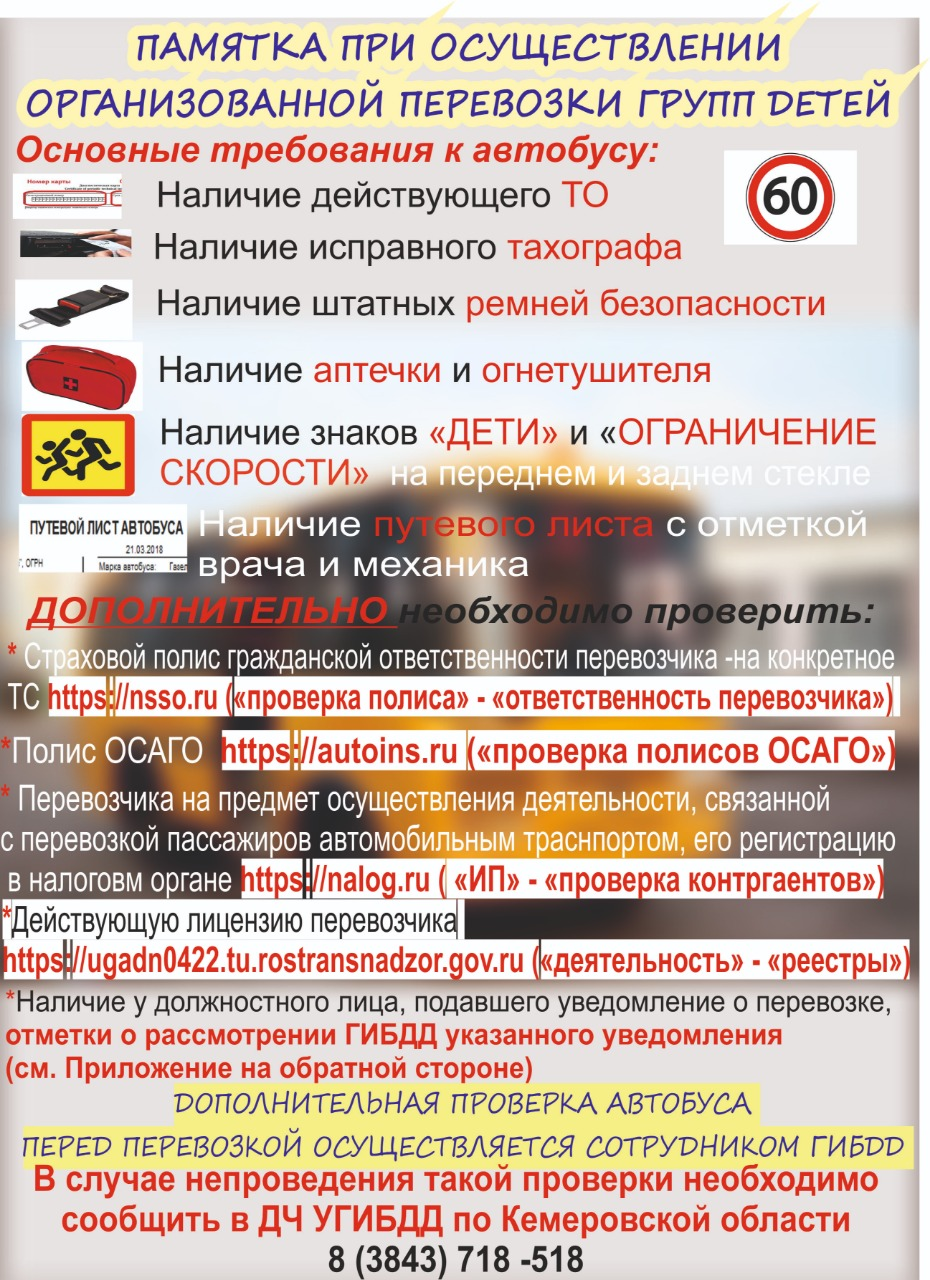 ПАМЯТКА ПРИ ОСУЩЕСТВЛЕНИИ
ОРГАНИЗОВАННОЙ ПЕРЕВОЗКИ ГРУПП ДЕТЕЙ
Основные требования к автобусу:
Номер карты
Наличие действующего ТО
60
Наличие исправного тахографа
Наличие штатных ремней безопасности
Наличие аптечки и огнетушителя
Наличие знаков «ДЕТИ» и «ОГРАНИЧЕНИЕ
СКОРОСТИ» на переднем и заднем стекле
ПУТЕВОЙ ЛИСТ АВТОБУСА
21.03.2018
, ОГРН
Марка автобуса: Газел
Наличие путевого листа с отметкой
врача и механика
ДОПОЛНИТЕЛЬНО необходимо проверить:
* Страховой полис гражданской ответственности перевозчика -на конкретное
ТС https://nsso.ru («проверка полиса» - «ответственность перевозчика»)
*Полис ОСАГО https://autoins.ru («проверка полисов ОСАГО»)
* Перевозчика на предмет осуществления деятельности, связанной
с перевозкой пассажиров автомобильным траснпортом, его регистрацию
в налоговм органе https://nalog.ru ( «ИП» - «проверка контргаентов»)
*Действующую лицензию перевозчика
https://ugadn0422.tu.rostransnadzor.gov.ru («деятельность» - «реестры»)
*Наличие у должностного лица, подавшего уведомление о перевозке,
отметки о рассмотрении ГИБДД указанного уведомления
(см. Приложение на обратной стороне)
ДОПОЛНИТЕЛЬНАЯ ПРОВЕРКА АВТОБУСА
ПЕРЕД ПЕРЕВОЗКОЙ ОСУЩЕСТВЛЯЕТСЯ СОТРУДНИКОМ ГИБДД
В случае непроведения такой проверки необходимо
сообщить в ДЧ УГИБДД по Кемеровской области
8 (3843) 718 -518